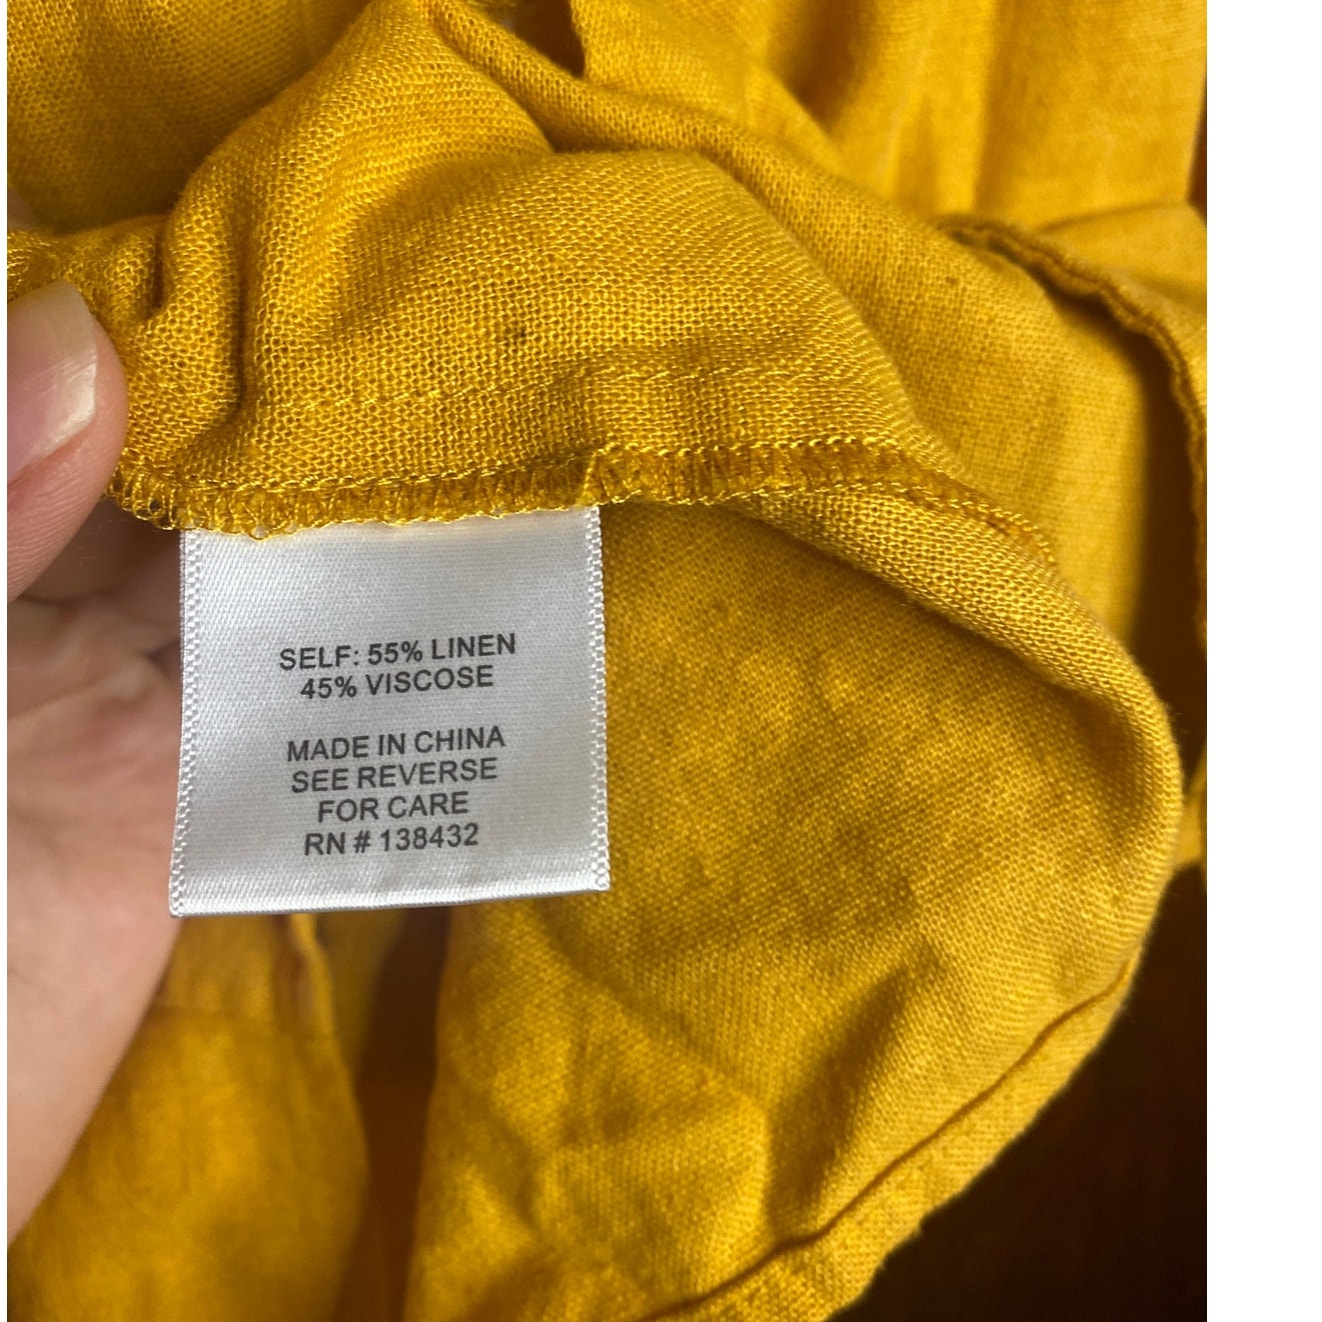 SELF: 55% LINEN
45% VISCOSE
MADE IN CHINA
SEE REVERSE
FOR CARE
RN # 138432